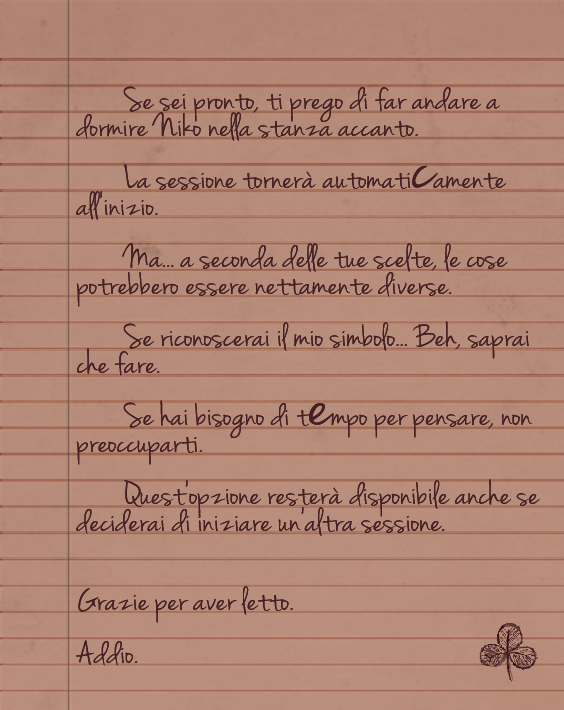 Se sei pronto, ti prego di far andare a
dormire Niko nella stanza accanto.
La sessione tornerà automatiCamente
all'inizio.
Ma... a seconda delle tue scelte, le cose
potrebbero essere nettamente diverse.
Se riconoscerai il mio simbolo... Beh, saprai
che fare.
Se hai bisogno di tempo per pensare, non
preoccuparti.
Quest'opzione resterà disponibile anche se
deciderai di iniziare un'altra sessione.
Grazie per aver letto.
Addio.